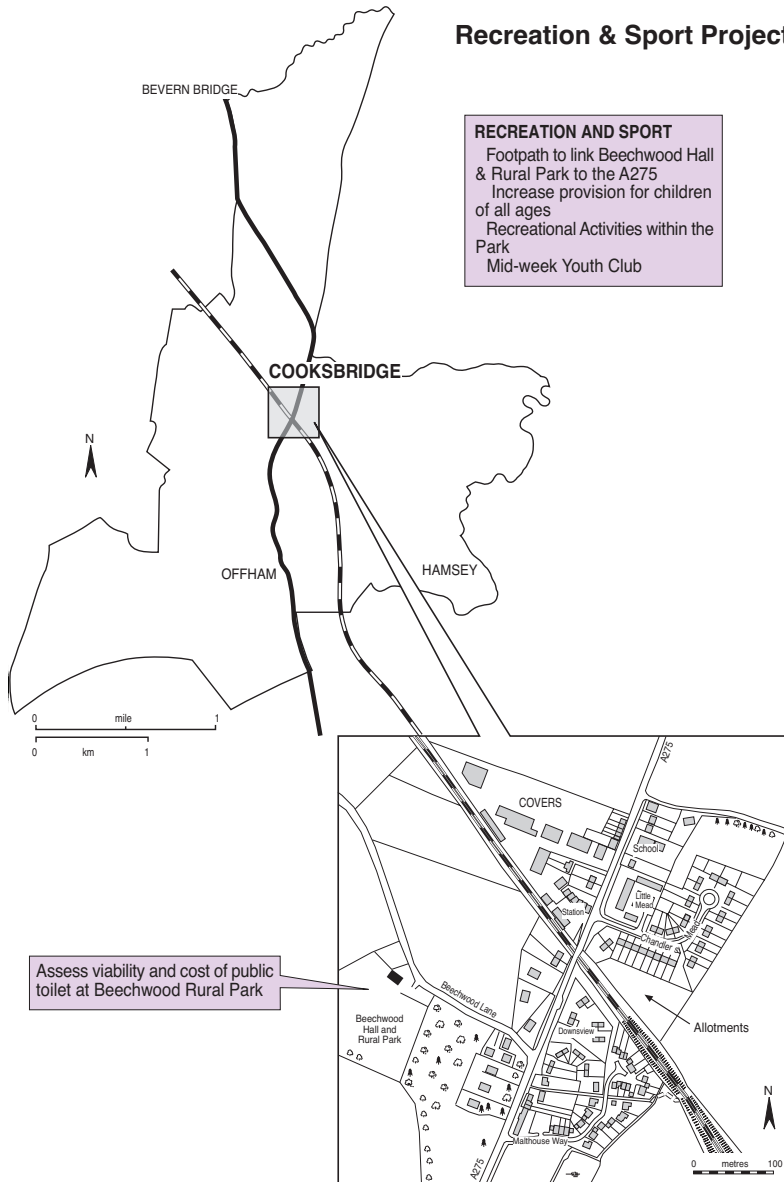 Recreation & Sport Project
BEVERN BRIDGE
RECREATION AND SPORT
Footpath to link Beechwood Hall
& Rural Park to the A275
Increase provision for children
of all ages
Recreational Activities within the
Park
Mid-week Youth Club
COOKSBRIDGE
N
OFFHAM
HAMSEY
0 mile 1
0 km 1
A275
COVERS
School
Little
Mead
Station
Chandler s
Mead
Assess viability and cost of public
toilet at Beechwood Rural Park
Beechwood Lane
Beechwood
Hall and
Rural Park
Downsview
Allotments
Malthouse Way
A275
N
0 metres 100